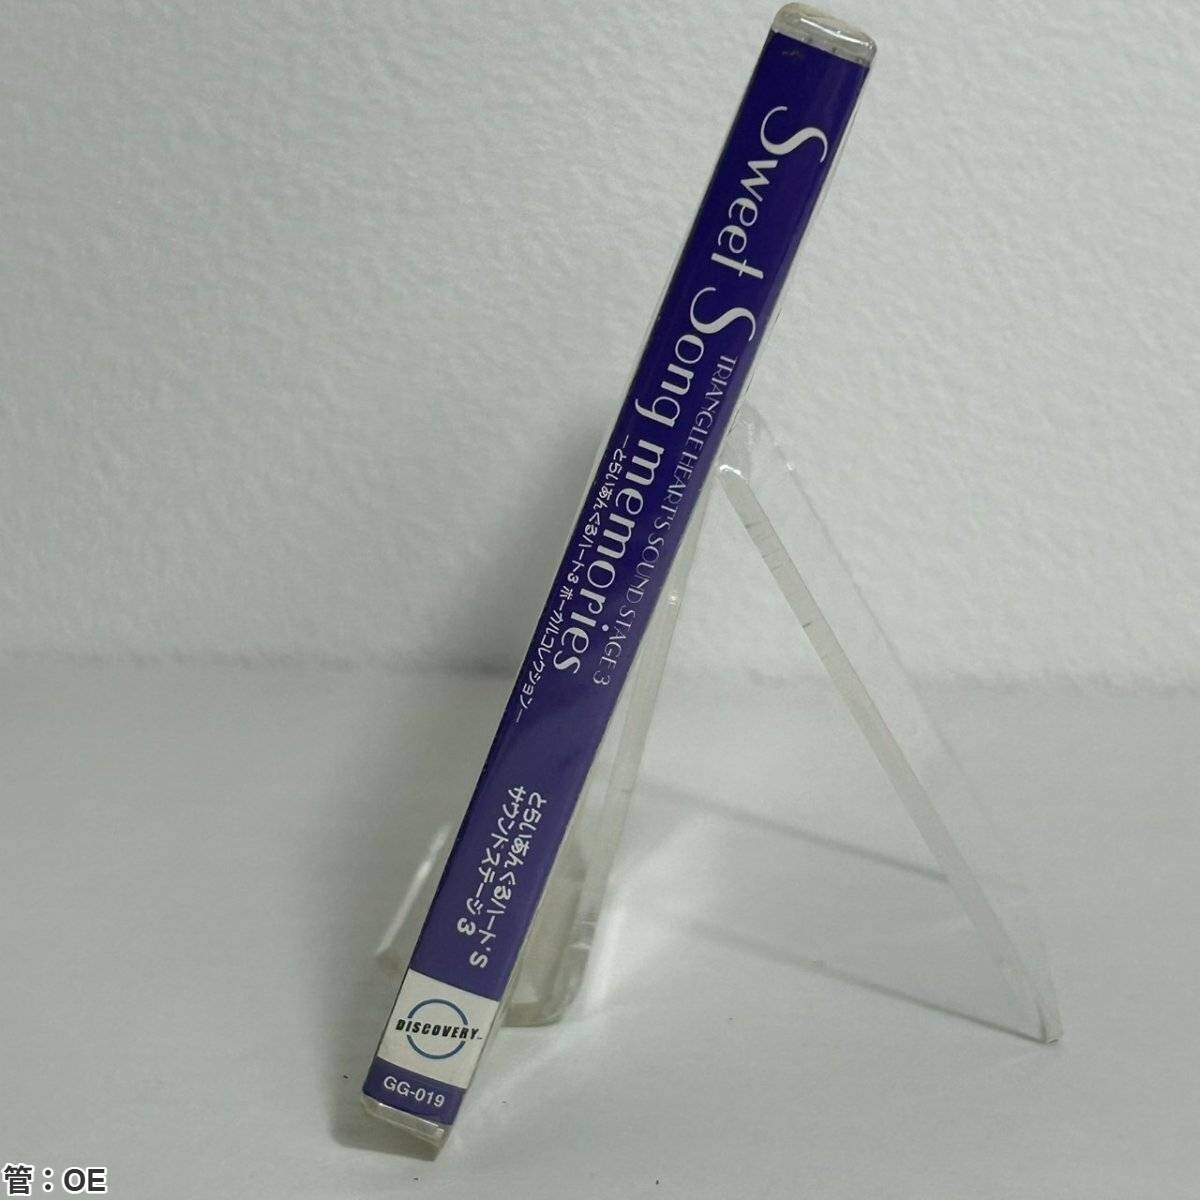 Sweet Song memories
TRIANGLE HEART'S SOUND STAGE 3
―とらいあんぐるハート3 ボーカルコレクション―
とらいあんぐるハート'S
サウンドステージ3
DISCOVERY
GG-019
管：OE